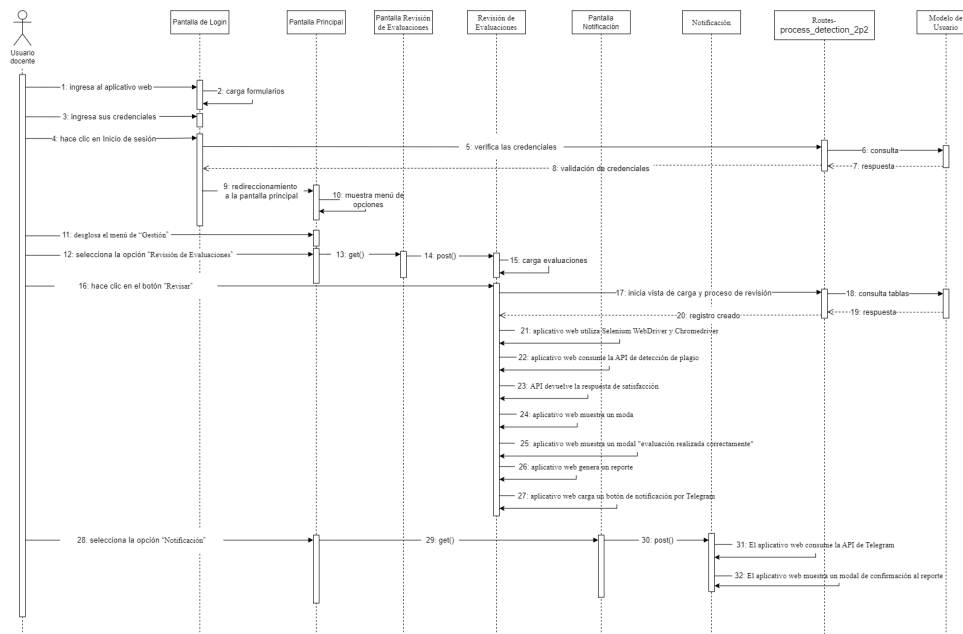 Pantalla de Login
Pantalla Principal
Pantalla Revisión
de Evaluaciones
Revisión de
Evaluaciones
Pantalla
Notificación
Notificación
Routes-
process_detection_2p2
Modelo de
Usuario
Usuario
docente
1: ingresa al aplicativo web
2: carga formularios
3: ingresa sus credenciales
4: hace clic en Inicio de sesión
5: verifica las credenciales
6: consulta
7: respuesta
8: validación de credenciales
9: redireccionamiento
a la pantalla principal
10: muestra menú de
opciones
11: desglosa el menú de "Gestión"
12: selecciona la opción "Revisión de Evaluaciones"
13: get()
14: post()
15: carga evaluaciones
16: hace clic en el botón "Revisar"
17: inicia vista de carga y proceso de revisión
18: consulta tablas
19: respuesta
20: registro creado
21: aplicativo web utiliza Selenium WebDriver y Chromedriver
22: aplicativo web consume la API de detección de plagio
23: API devuelve la respuesta de satisfacción
24: aplicativo web muestra un moda
25: aplicativo web muestra un modal "evaluación realizada correctamente"
26: aplicativo web genera un reporte
27: aplicativo web carga un botón de notificación por Telegram
28: selecciona la opción "Notificación"
29: get()
30: post()
31: El aplicativo web consume la API de Telegram
32: El aplicativo web muestra un modal de confirmación al reporte